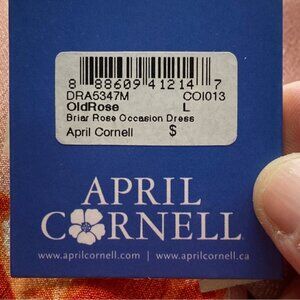 8 88609 41214 7
DRA5347M COI013
OldRose L
Briar Rose Occasion Dress
April Cornell $
APRIL
CORNELL
www.aprilcornell.com | www.aprilcornell.ca